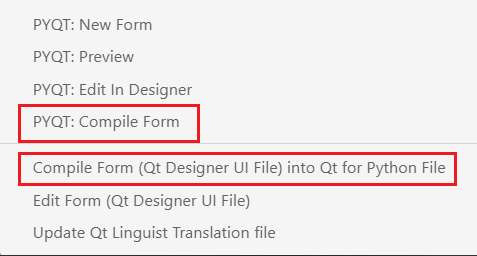 PYQT: New Form
PYQT: Preview
PYQT: Edit In Designer
PYQT: Compile Form
Compile Form (Qt Designer UI File) into Qt for Python File
Edit Form (Qt Designer UI File)
Update Qt Linguist Translation file